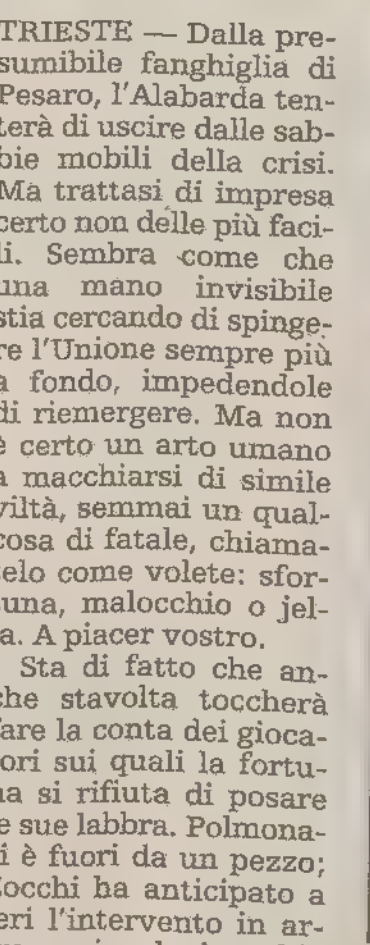 TRIESTE — Dalla pre-
sumibile fanghiglia di
Pesaro, l'Alabarda ten-
terà di uscire dalle sab-
bie mobili della crisi.
Ma trattasi di impresa
certo non delle più faci-
li. Sembra come che
una mano invisibile
stia cercando di spinge-
re l'Unione sempre più
a fondo, impedendole
di riemergere. Ma non
è certo un arto umano
a macchiarsi di simile
viltà, semmai un qual-
cosa di fatale, chiama-
telo come volete: sfor-
tuna, malocchio o jel-
la. A piacer vostro.
Sta di fatto che an-
che stavolta toccherà
fare la conta dei gioca-
tori sui quali la fortu-
na si rifiuta di posare
le sue labbra. Polmona-
ri è fuori da un pezzo;
Zocchi ha anticipato a
ieri l'intervento in ar-